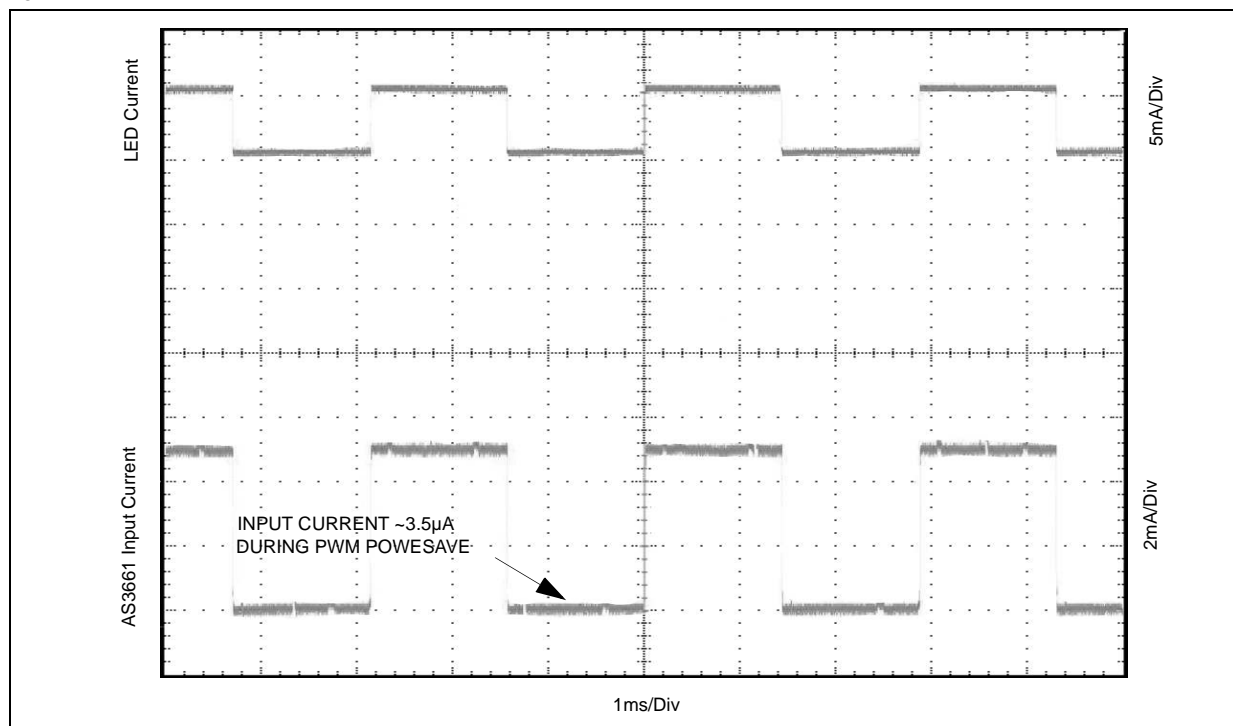 LED Current
5mA/Div
AS3661 Input Current
INPUT CURRENT ~3.5µA
DURING PWM POWESAVE
2mA/Div
1ms/Div